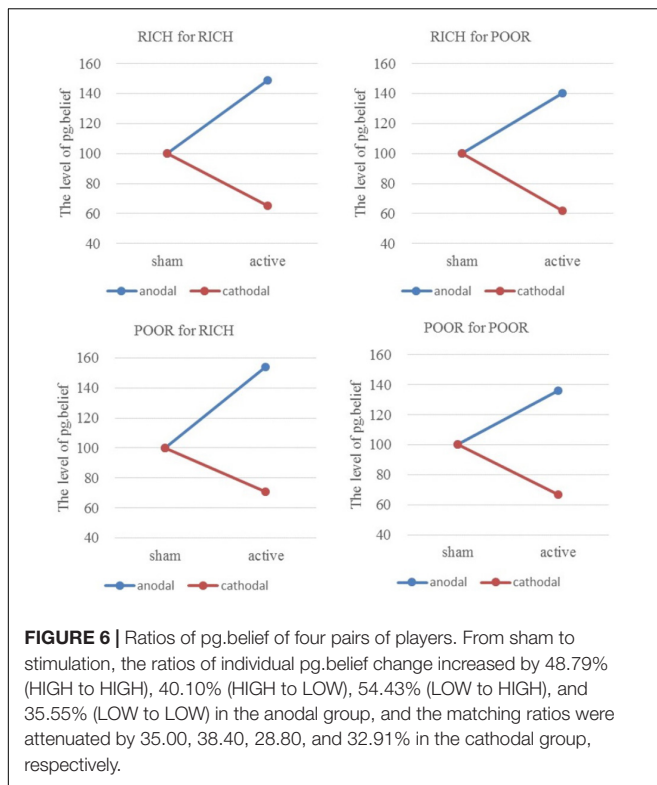 RICH for RICH
160
140
120
100
80
60
40
The level of pg.belief
sham
active
anodal
cathodal
RICH for POOR
160
140
120
100
80
60
40
The level of pg.belief
sham
active
anodal
cathodal
POOR for RICH
160
140
120
100
80
60
40
The level of pg.belief
sham
active
anodal
cathodal
POOR for POOR
160
140
120
100
80
60
40
The level of pg.belief
sham
active
anodal
cathodal
FIGURE 6 | Ratios of pg.belief of four pairs of players. From sham to
stimulation, the ratios of individual pg.belief change increased by 48.79%
(HIGH to HIGH), 40.10% (HIGH to LOW), 54.43% (LOW to HIGH), and
35.55% (LOW to LOW) in the anodal group, and the matching ratios were
attenuated by 35.00, 38.40, 28.80, and 32.91% in the cathodal group,
respectively.